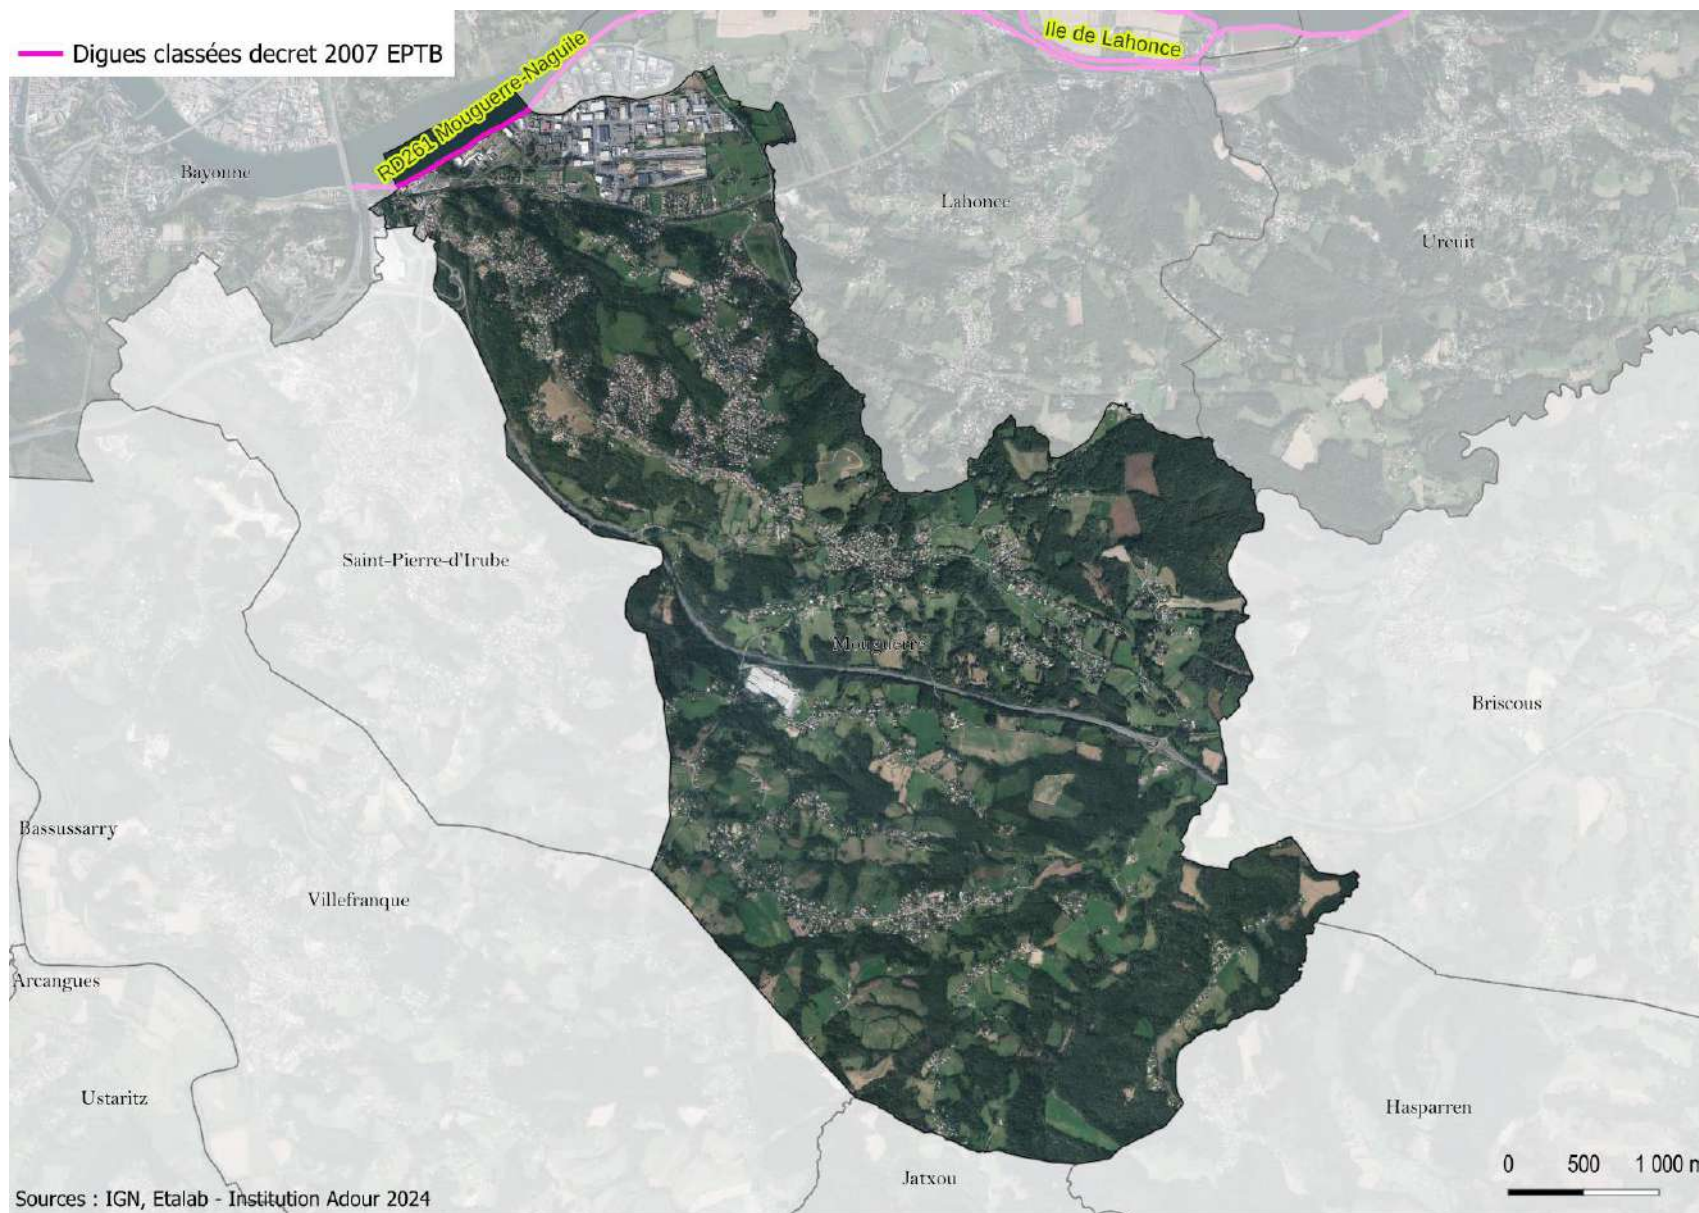 Digues classées decret 2007 EPTB
Ile de Lahonce
RD261 Mouguerre-Naguile
Bayonne
Lahonce
Urcuit
Saint-Pierre-d'Irube
Mouguerre
Briscous
Bassussarry
Villefranque
Arcangues
Ustaritz
Hasparren
Jatxou
0 500 1 000 m
Sources : IGN, Etalab - Institution Adour 2024